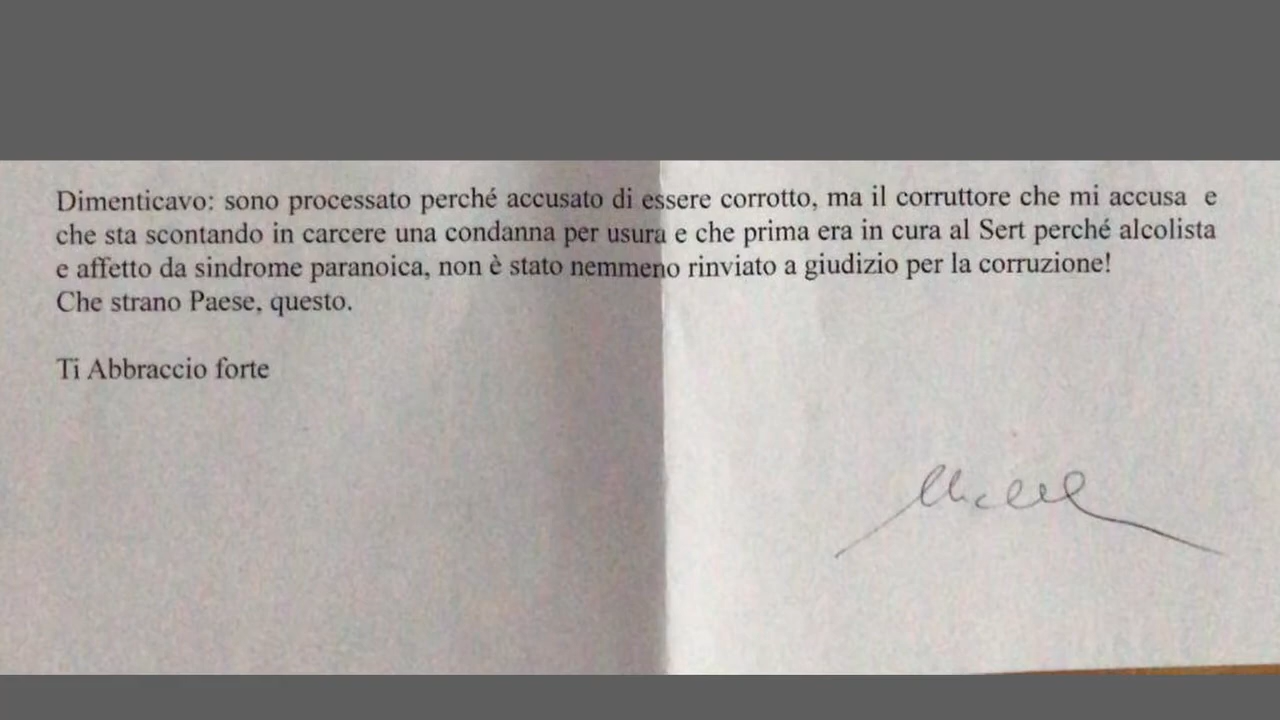 Dimenticavo: sono processato perché accusato di essere corrotto, ma il corruttore che mi accusa e
che sta scontando in carcere una condanna per usura e che prima era in cura al Sert perché alcolista
e affetto da sindrome paranoica, non è stato nemmeno rinviato a giudizio per la corruzione!
Che strano Paese, questo.
Ti Abbraccio forte